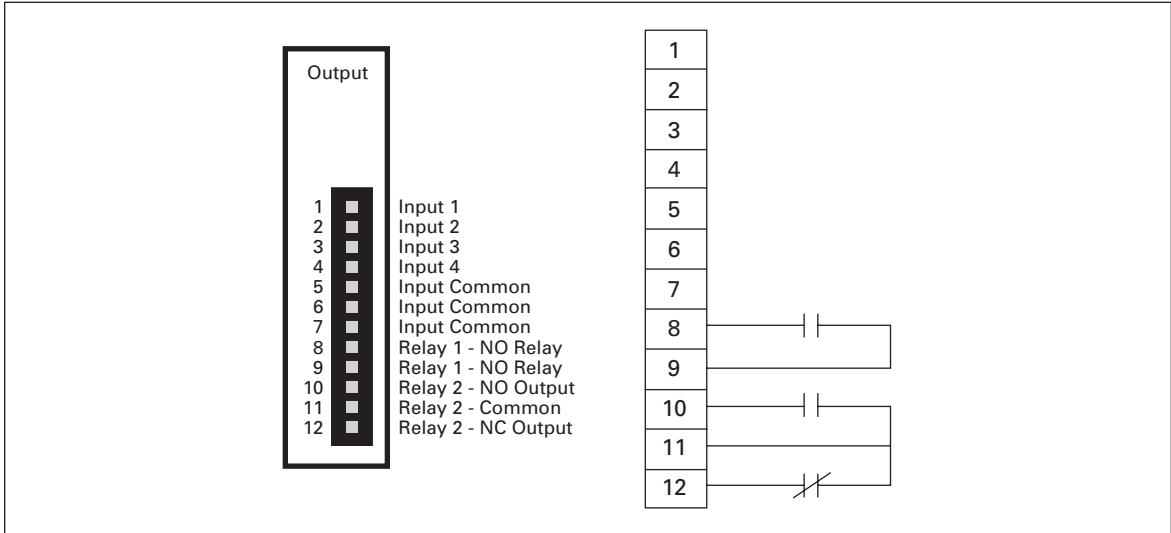 Output
1 Input 1
2 Input 2
3 Input 3
4 Input 4
5 Input Common
6 Input Common
7 Input Common
8 Relay 1 - NO Relay
9 Relay 1 - NO Relay
10 Relay 2 - NO Output
11 Relay 2 - Common
12 Relay 2 - NC Output
1
2
3
4
5
6
7
8
9
10
11
12